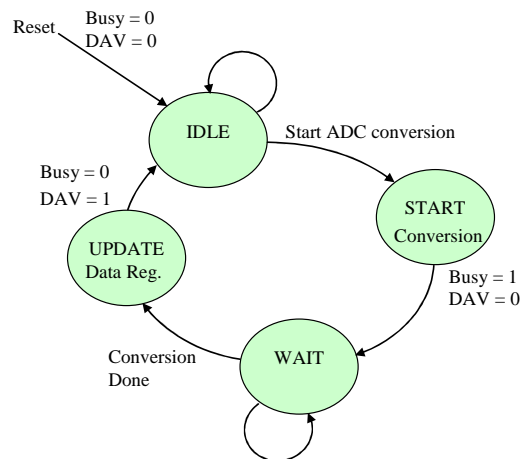 Busy = 0
Reset
DAV = 0
IDLE
Start ADC conversion
Busy = 0
DAV = 1
START
Conversion
UPDATE
Data Reg.
Busy = 1
DAV = 0
Conversion
Done
WAIT